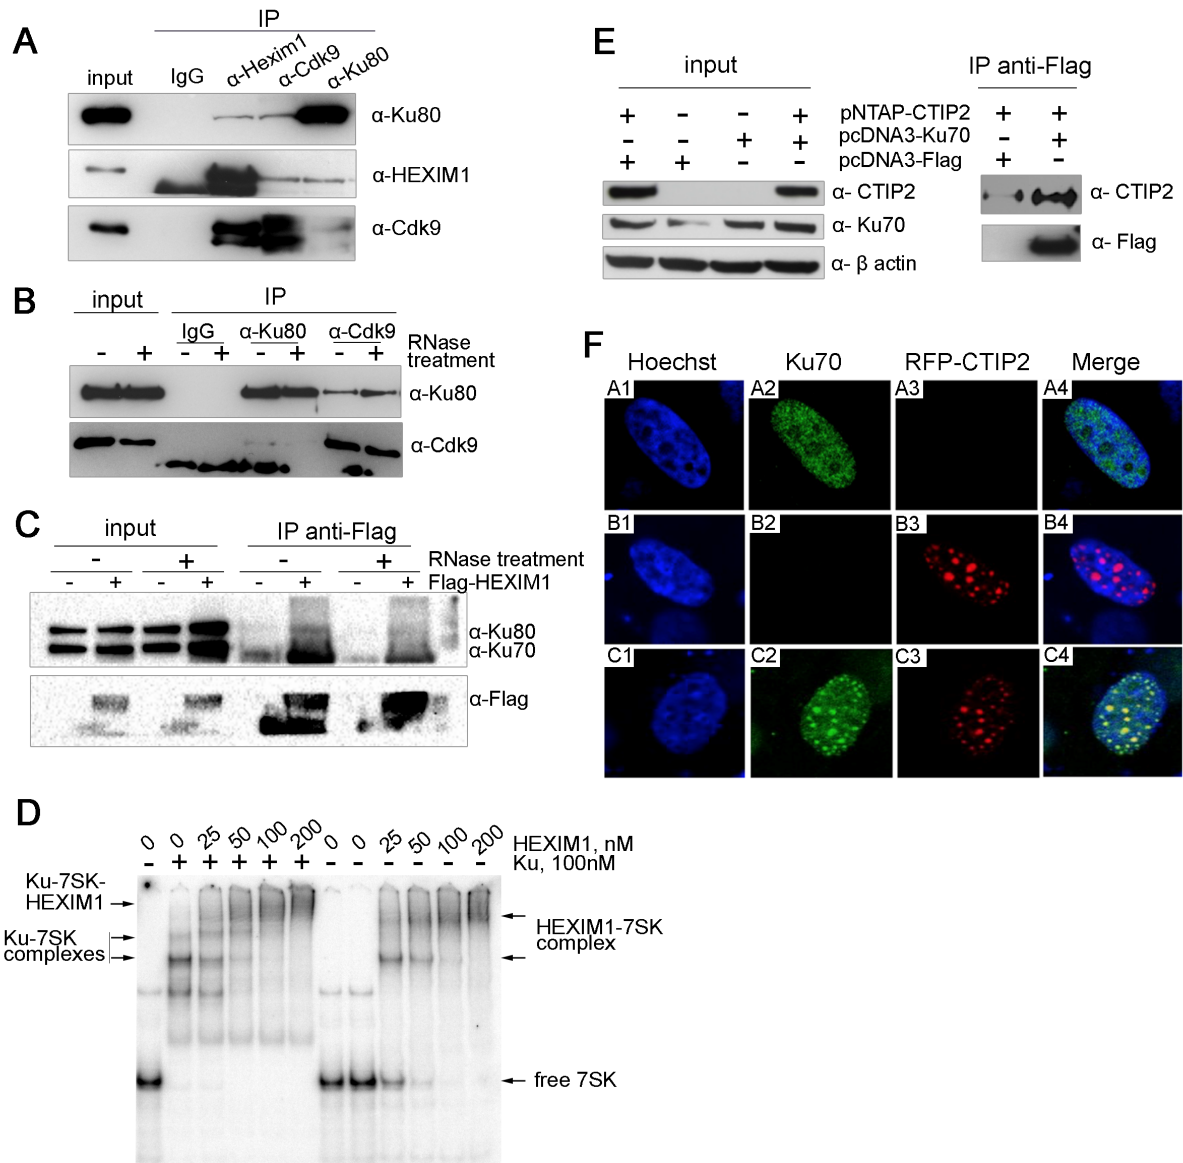 A
IP
input IgG α-Hexim1 α-Cdk9 α-Ku80
α-Ku80
α-HEXIM1
α-Cdk9
B
input IP
IgG α-Ku80 α-Cdk9
- + - + - + - + RNase treatment
α-Ku80
α-Cdk9
C
input IP anti-Flag
- + - + RNase treatment
- + - + - + - + Flag-HEXIM1
α-Ku80
α-Ku70
α-Flag
D
0 0 25 50 100 200 0 0 25 50 100 200 HEXIM1, nM
- + + + + + - - - - - - Ku, 100nM
Ku-7SK-
HEXIM1
Ku-7SK
complexes
HEXIM1-7SK
complex
free 7SK
E
input IP anti-Flag
+ - - + pNTAP-CTIP2 + +
- - + + pcDNA3-Ku70 - +
+ + - - pcDNA3-Flag + -
α- CTIP2 α- CTIP2
α- Ku70 α- Flag
α- β actin
F
Hoechst Ku70 RFP-CTIP2 Merge
A1 A2 A3 A4
B1 B2 B3 B4
C1 C2 C3 C4